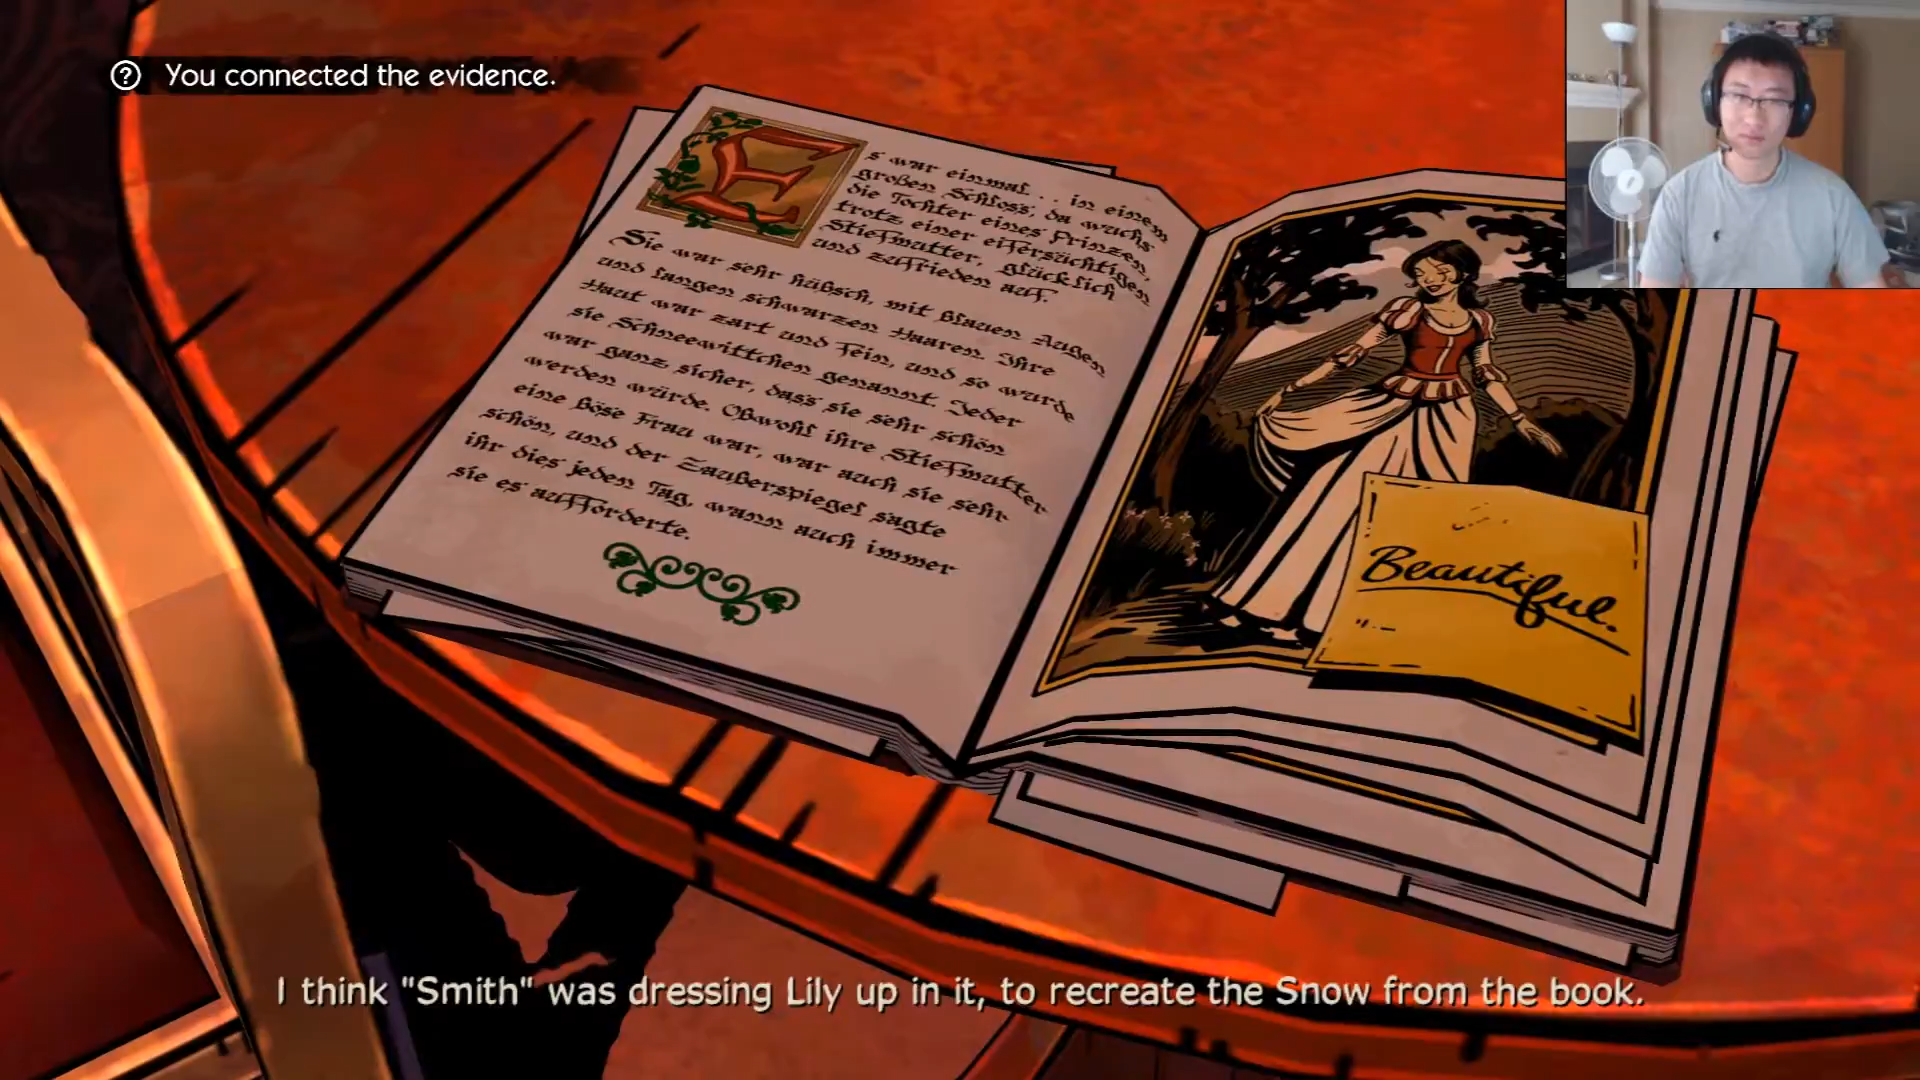 You connected the evidence.
Es war einmal... in einem
großen Schloss, da wuchs
die Tochter eines Prinzen,
trotz einer eifersüchtigen
Stiefmutter, glücklich
und zufrieden auf.
Sie war sehr hübsch, mit blauen Augen
und langen schwarzen Haaren. Ihre
Haut war zart und fein, und so wurde
sie Schneewittchen genannt. Jeder
war ganz sicher, dass sie sehr schön
werden würde. Obwohl ihre Stiefmutter
eine böse Frau war, war auch sie sehr
schön, und der Zauberspiegel sagte
ihr dies jeden Tag, wann auch immer
sie es aufforderte.
Beautiful.
I think "Smith" was dressing Lily up in it, to recreate the Snow from the book.